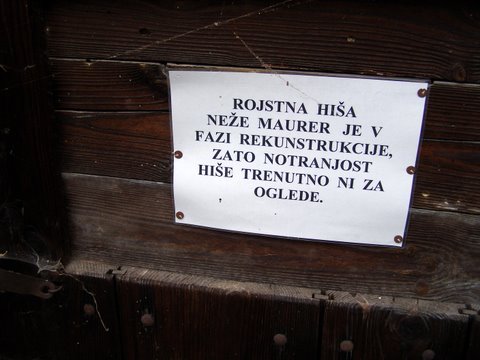 ROJSTNA HIŠA
NEŽE MAURER JE V
FAZI REKUNSTRUKCIJE,
ZATO NOTRANJOST
HIŠE TRENUTNO NI ZA
OGLEDE.